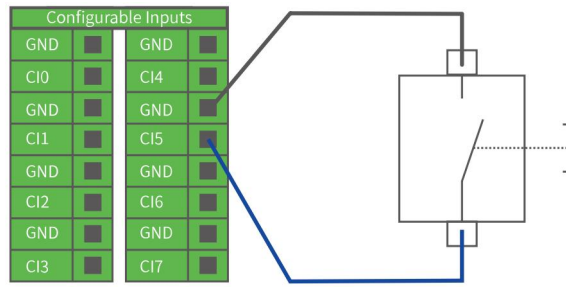 Configurable Inputs
GND GND
CI0 CI4
GND GND
CI1 CI5
GND GND
CI2 CI6
GND GND
CI3 CI7